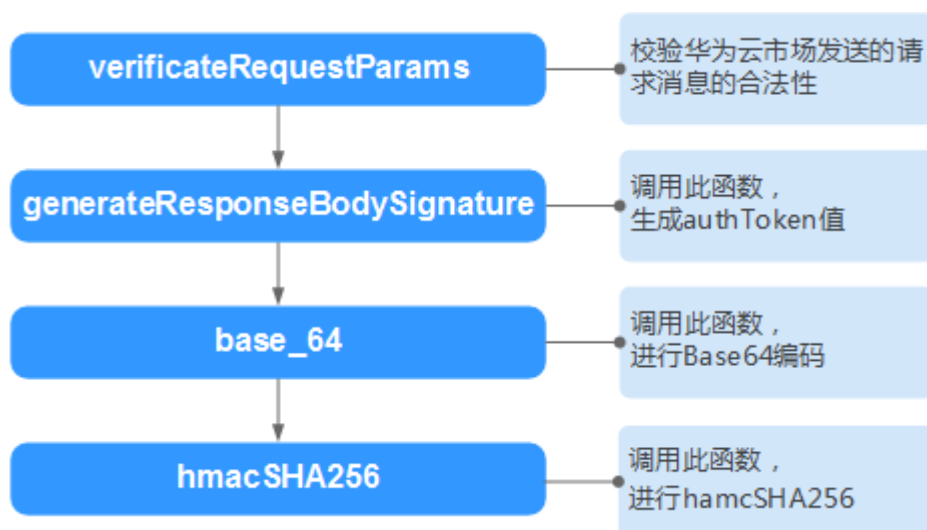 verificateRequestParams
校验华为云市场发送的请
求消息的合法性
generateResponseBodySignature
调用此函数，
生成authToken值
base_64
调用此函数，
进行Base64编码
hmacSHA256
调用此函数，
进行hamcSHA256